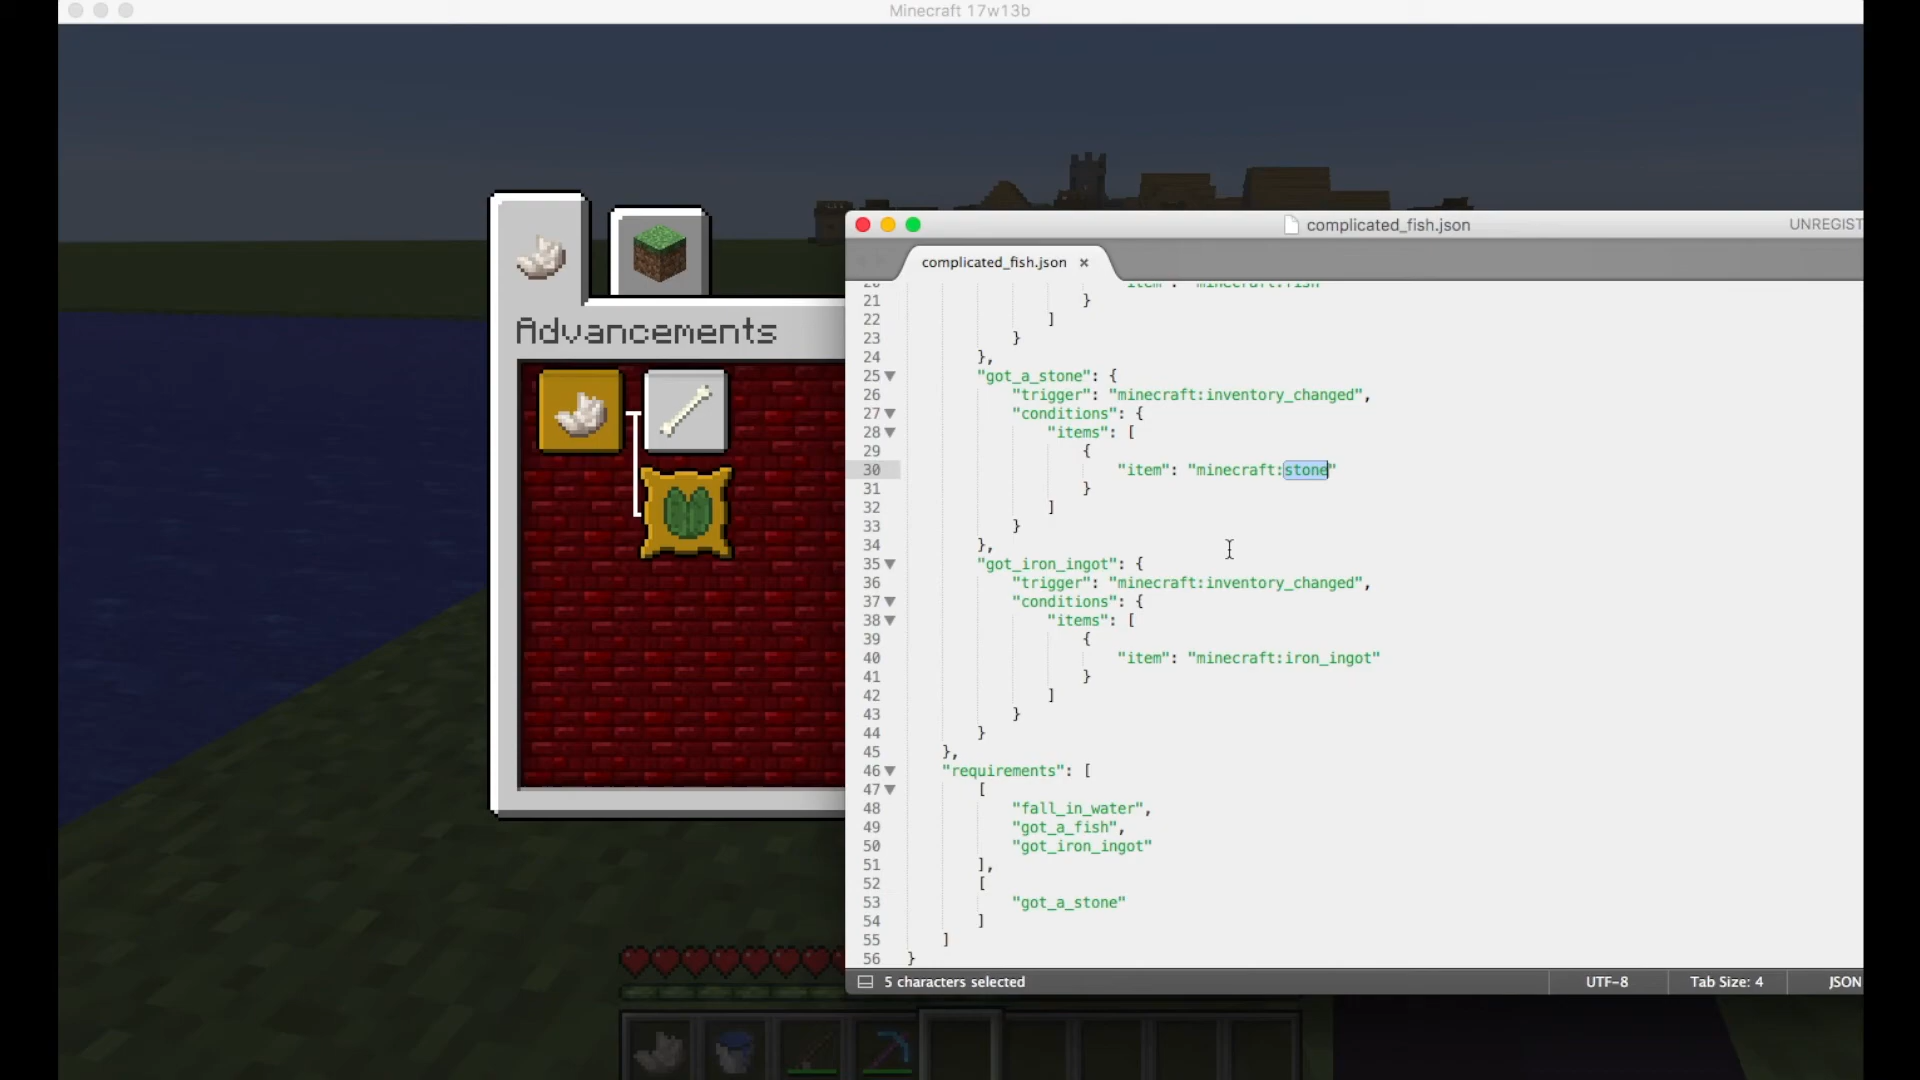 Minecraft 17w13b
complicated_fish.json
UNREGIST
complicated_fish.json ×
Advancements
20 "item": "minecraft:fish"
21 }
22 ]
23 }
24 },
25 "got_a_stone": {
26 "trigger": "minecraft:inventory_changed",
27 "conditions": {
28 "items": [
29 {
30 "item": "minecraft:stone"
31 }
32 ]
33 }
34 },
35 "got_iron_ingot": {
36 "trigger": "minecraft:inventory_changed",
37 "conditions": {
38 "items": [
39 {
40 "item": "minecraft:iron_ingot"
41 }
42 ]
43 }
44 }
45 },
46 "requirements": [
47 [
48 "fall_in_water",
49 "got_a_fish",
50 "got_iron_ingot"
51 ],
52 [
53 "got_a_stone"
54 ]
55 ]
56 }
5 characters selected
UTF-8
Tab Size: 4
JSON